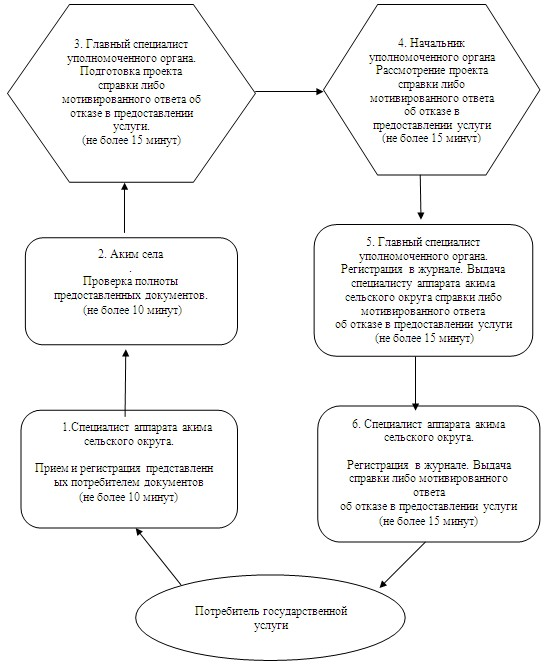 3. Главный специалист
уполномоченного органа.
Подготовка проекта
справки либо
мотивированного ответа об
отказе в предоставлении
услуги.
(не более 15 минут)
4. Начальник
уполномоченного органа
Рассмотрение проекта
справки либо
мотивированного ответа
об отказе в
предоставлении услуги
(не более 15 минут)
2. Аким села
.
Проверка полноты
предоставленных документов.
(не более 10 минут)
5. Главный специалист
уполномоченного органа.
Регистрация в журнале. Выдача
специалисту аппарата акима
сельского округа справки либо
мотивированного ответа
об отказе в предоставлении услуги
(не более 15 минут)
1.Специалист аппарата акима
сельского округа.
Прием и регистрация представленн
ых потребителем документов
(не более 10 минут)
6. Специалист аппарата акима
сельского округа.
Регистрация в журнале. Выдача
справки либо мотивированного
ответа
об отказе в предоставлении услуги
(не более 15 минут)
Потребитель государственной
услуги